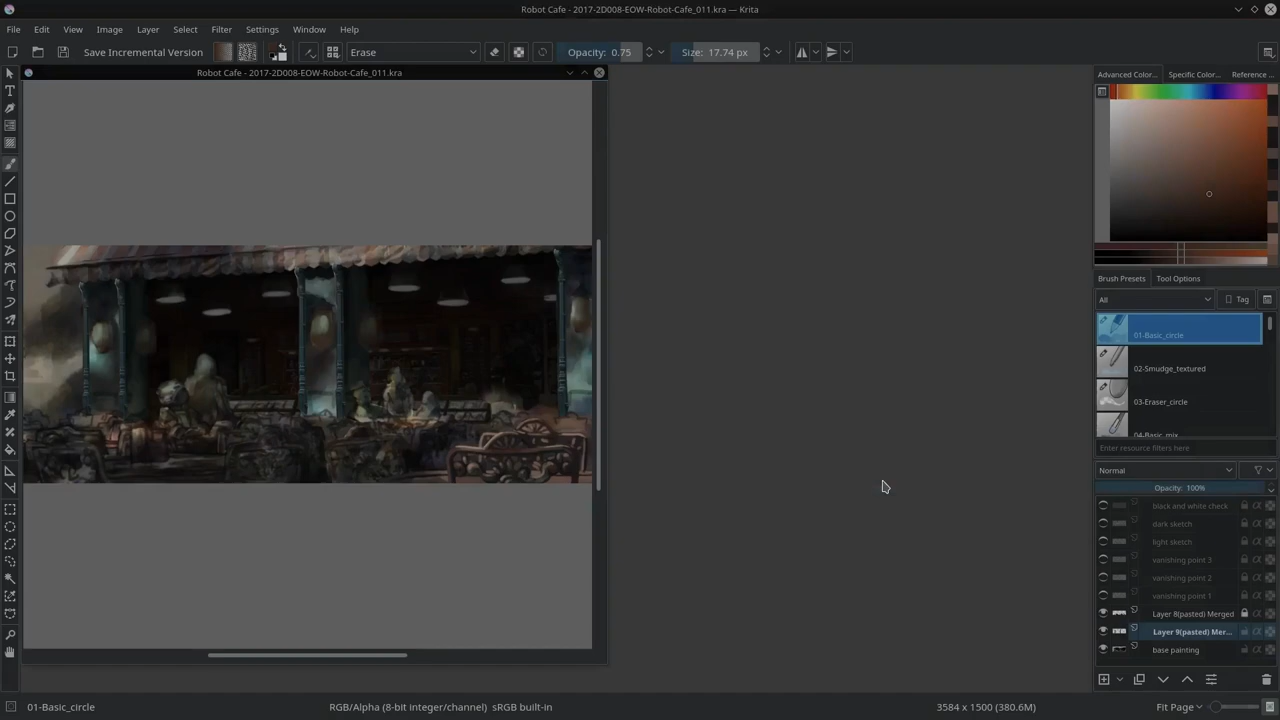 Robot Cafe - 2017-2D008-EOW-Robot-Cafe_011.kra — Krita
File Edit View Image Layer Select Filter Settings Window Help
Save Incremental Version Erase Opacity: 0.75 Size: 17.74 px
Robot Cafe - 2017-2D008-EOW-Robot-Cafe_011.kra
Advanced Color... Specific Color... Reference ...
Brush Presets Tool Options
All Tag
01-Basic_circle
02-Smudge_textured
03-Eraser_circle
04-Basic_mix
Enter resource filters here
Normal
Opacity: 100%
black and white check
dark sketch
light sketch
vanishing point 3
vanishing point 2
vanishing point 1
Layer 8(pasted) Merged
Layer 9(pasted) Mer...
base painting
01-Basic_circle RGB/Alpha (8-bit integer/channel) sRGB built-in 3584 x 1500 (380.6M) Fit Page